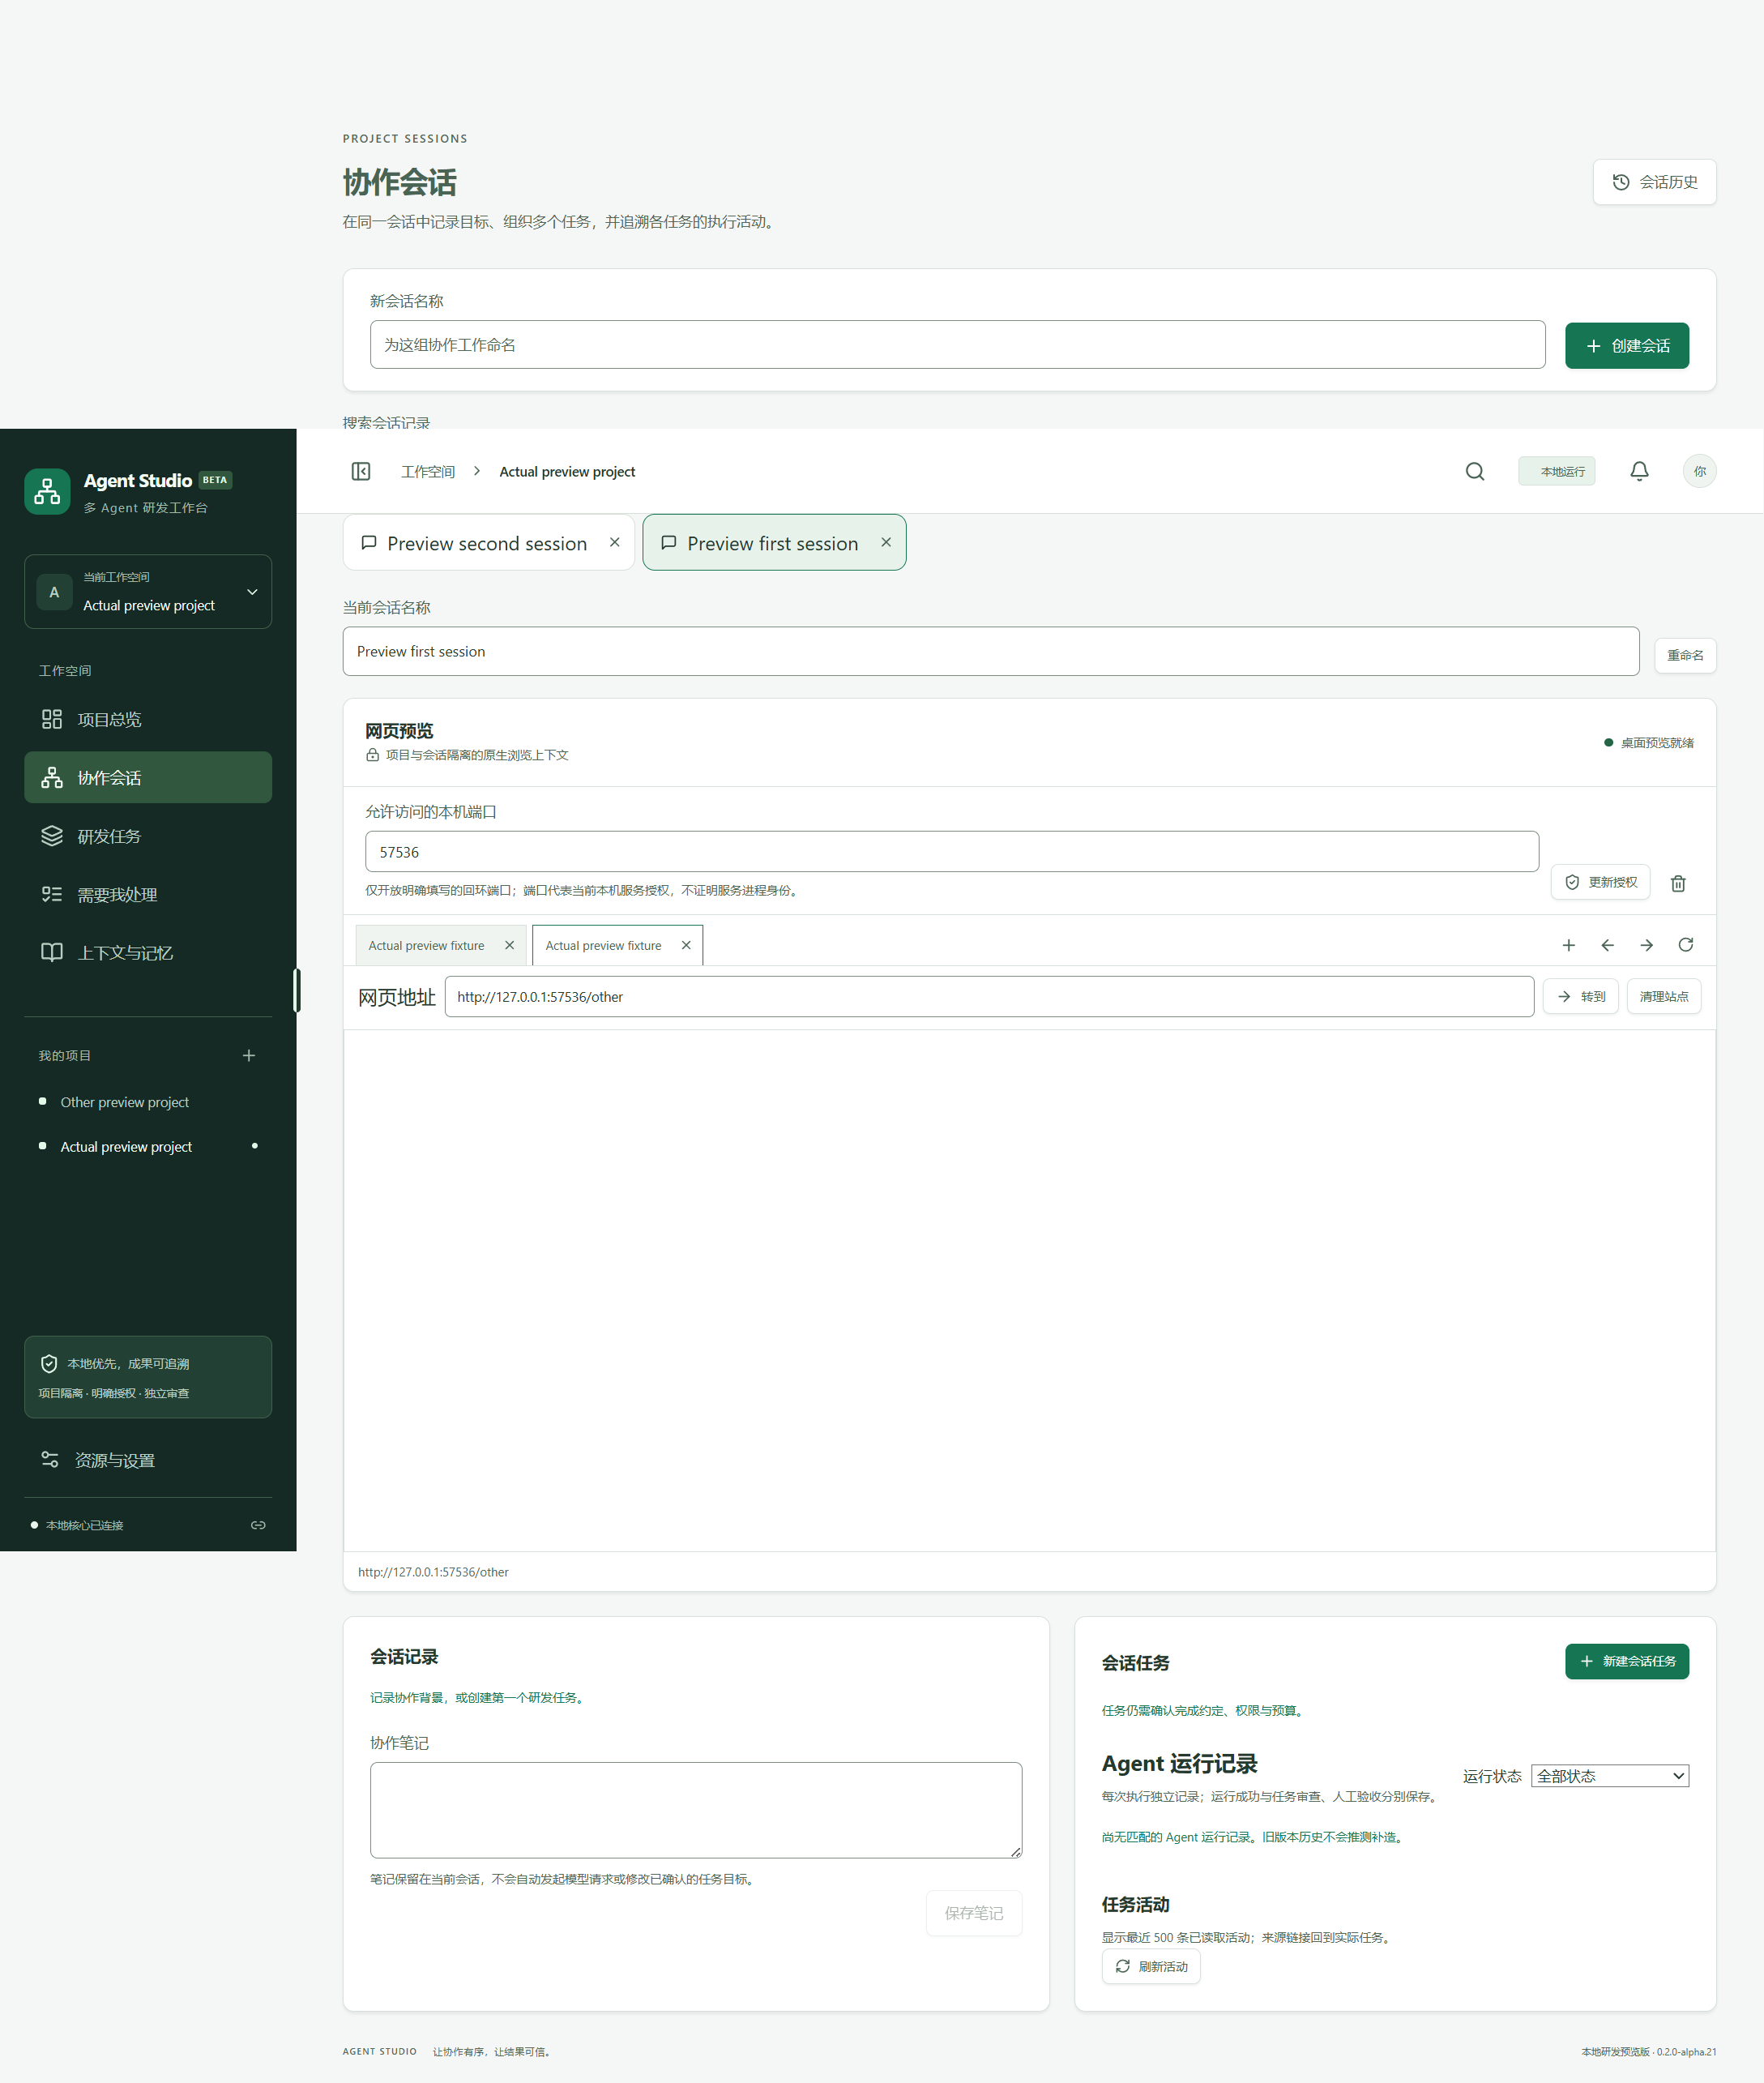 PROJECT SESSIONS
协作会话
会话历史
在同一会话中记录目标、组织多个任务，并追溯各任务的执行活动。
新会话名称
为这组协作工作命名
创建会话
搜索会话记录
Agent Studio BETA
多 Agent 研发工作台
当前工作空间
A
Actual preview project
工作空间
项目总览
协作会话
研发任务
需要我处理
上下文与记忆
我的项目
Other preview project
Actual preview project
本地优先，成果可追溯
项目隔离 · 明确授权 · 独立审查
资源与设置
本地核心已连接
工作空间
Actual preview project
本地运行
你
Preview second session
Preview first session
当前会话名称
Preview first session
重命名
网页预览
项目与会话隔离的原生浏览上下文
桌面预览就绪
允许访问的本机端口
57536
仅开放明确填写的回环端口；端口代表当前本机服务授权，不证明服务进程身份。
更新授权
Actual preview fixture
Actual preview fixture
网页地址
http://127.0.0.1:57536/other
转到
清理站点
http://127.0.0.1:57536/other
会话记录
记录协作背景，或创建第一个研发任务。
协作笔记
笔记保留在当前会话，不会自动发起模型请求或修改已确认的任务目标。
保存笔记
会话任务
新建会话任务
任务仍需确认完成约定、权限与预算。
Agent 运行记录
运行状态
全部状态
每次执行独立记录；运行成功与任务审查、人工验收分别保存。
尚无匹配的 Agent 运行记录。旧版本历史不会推测补造。
任务活动
显示最近 500 条已读取活动；来源链接回到实际任务。
刷新活动
AGENT STUDIO
让协作有序，让结果可信。
本地研发预览版 · 0.2.0-alpha.21